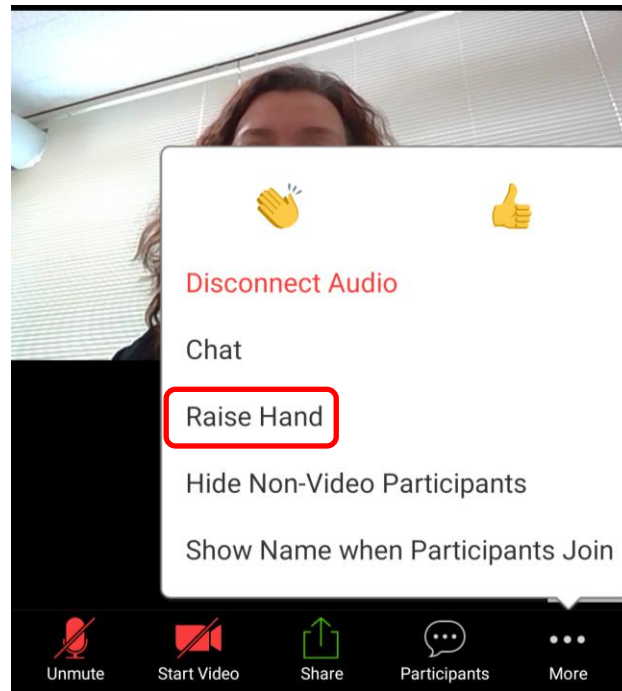 Disconnect Audio
Chat
Raise Hand
Hide Non-Video Participants
Show Name when Participants Join
Unmute Start Video Share Participants More